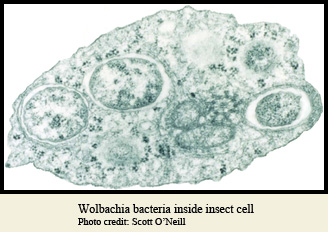 Wolbachia bacteria inside insect cell
Photo credit: Scott O'Neill